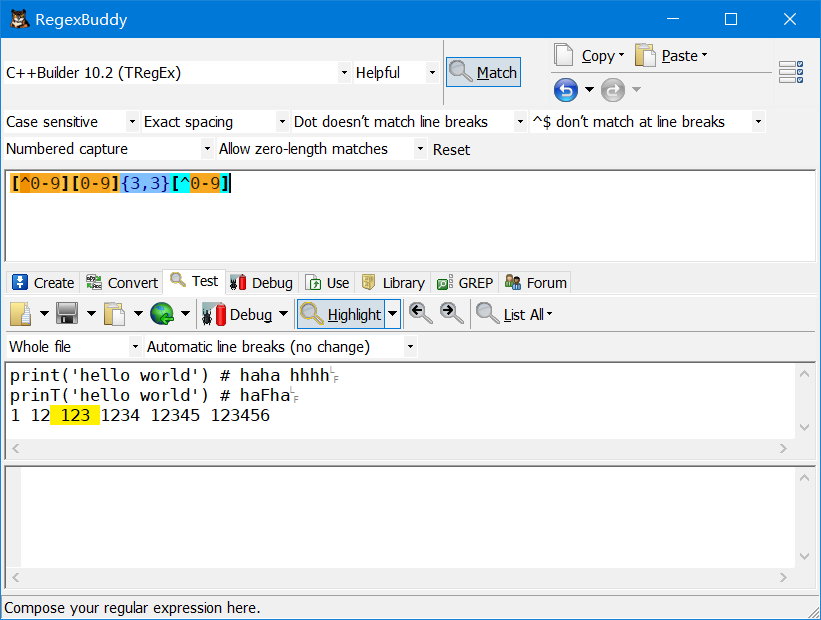 RegexBuddy
Copy Paste
C++Builder 10.2 (TRegEx) Helpful Match
Case sensitive Exact spacing Dot doesn't match line breaks ^$ don't match at line breaks
Numbered capture Allow zero-length matches Reset
[^0-9][0-9]{3,3}[^0-9]
Create Convert Test Debug Use Library GREP Forum
Debug Highlight List All
Whole file Automatic line breaks (no change)
print('hello world') # haha hhhhLF
prinT('hello world') # haFhaLF
1 12 123 1234 12345 123456
Compose your regular expression here.